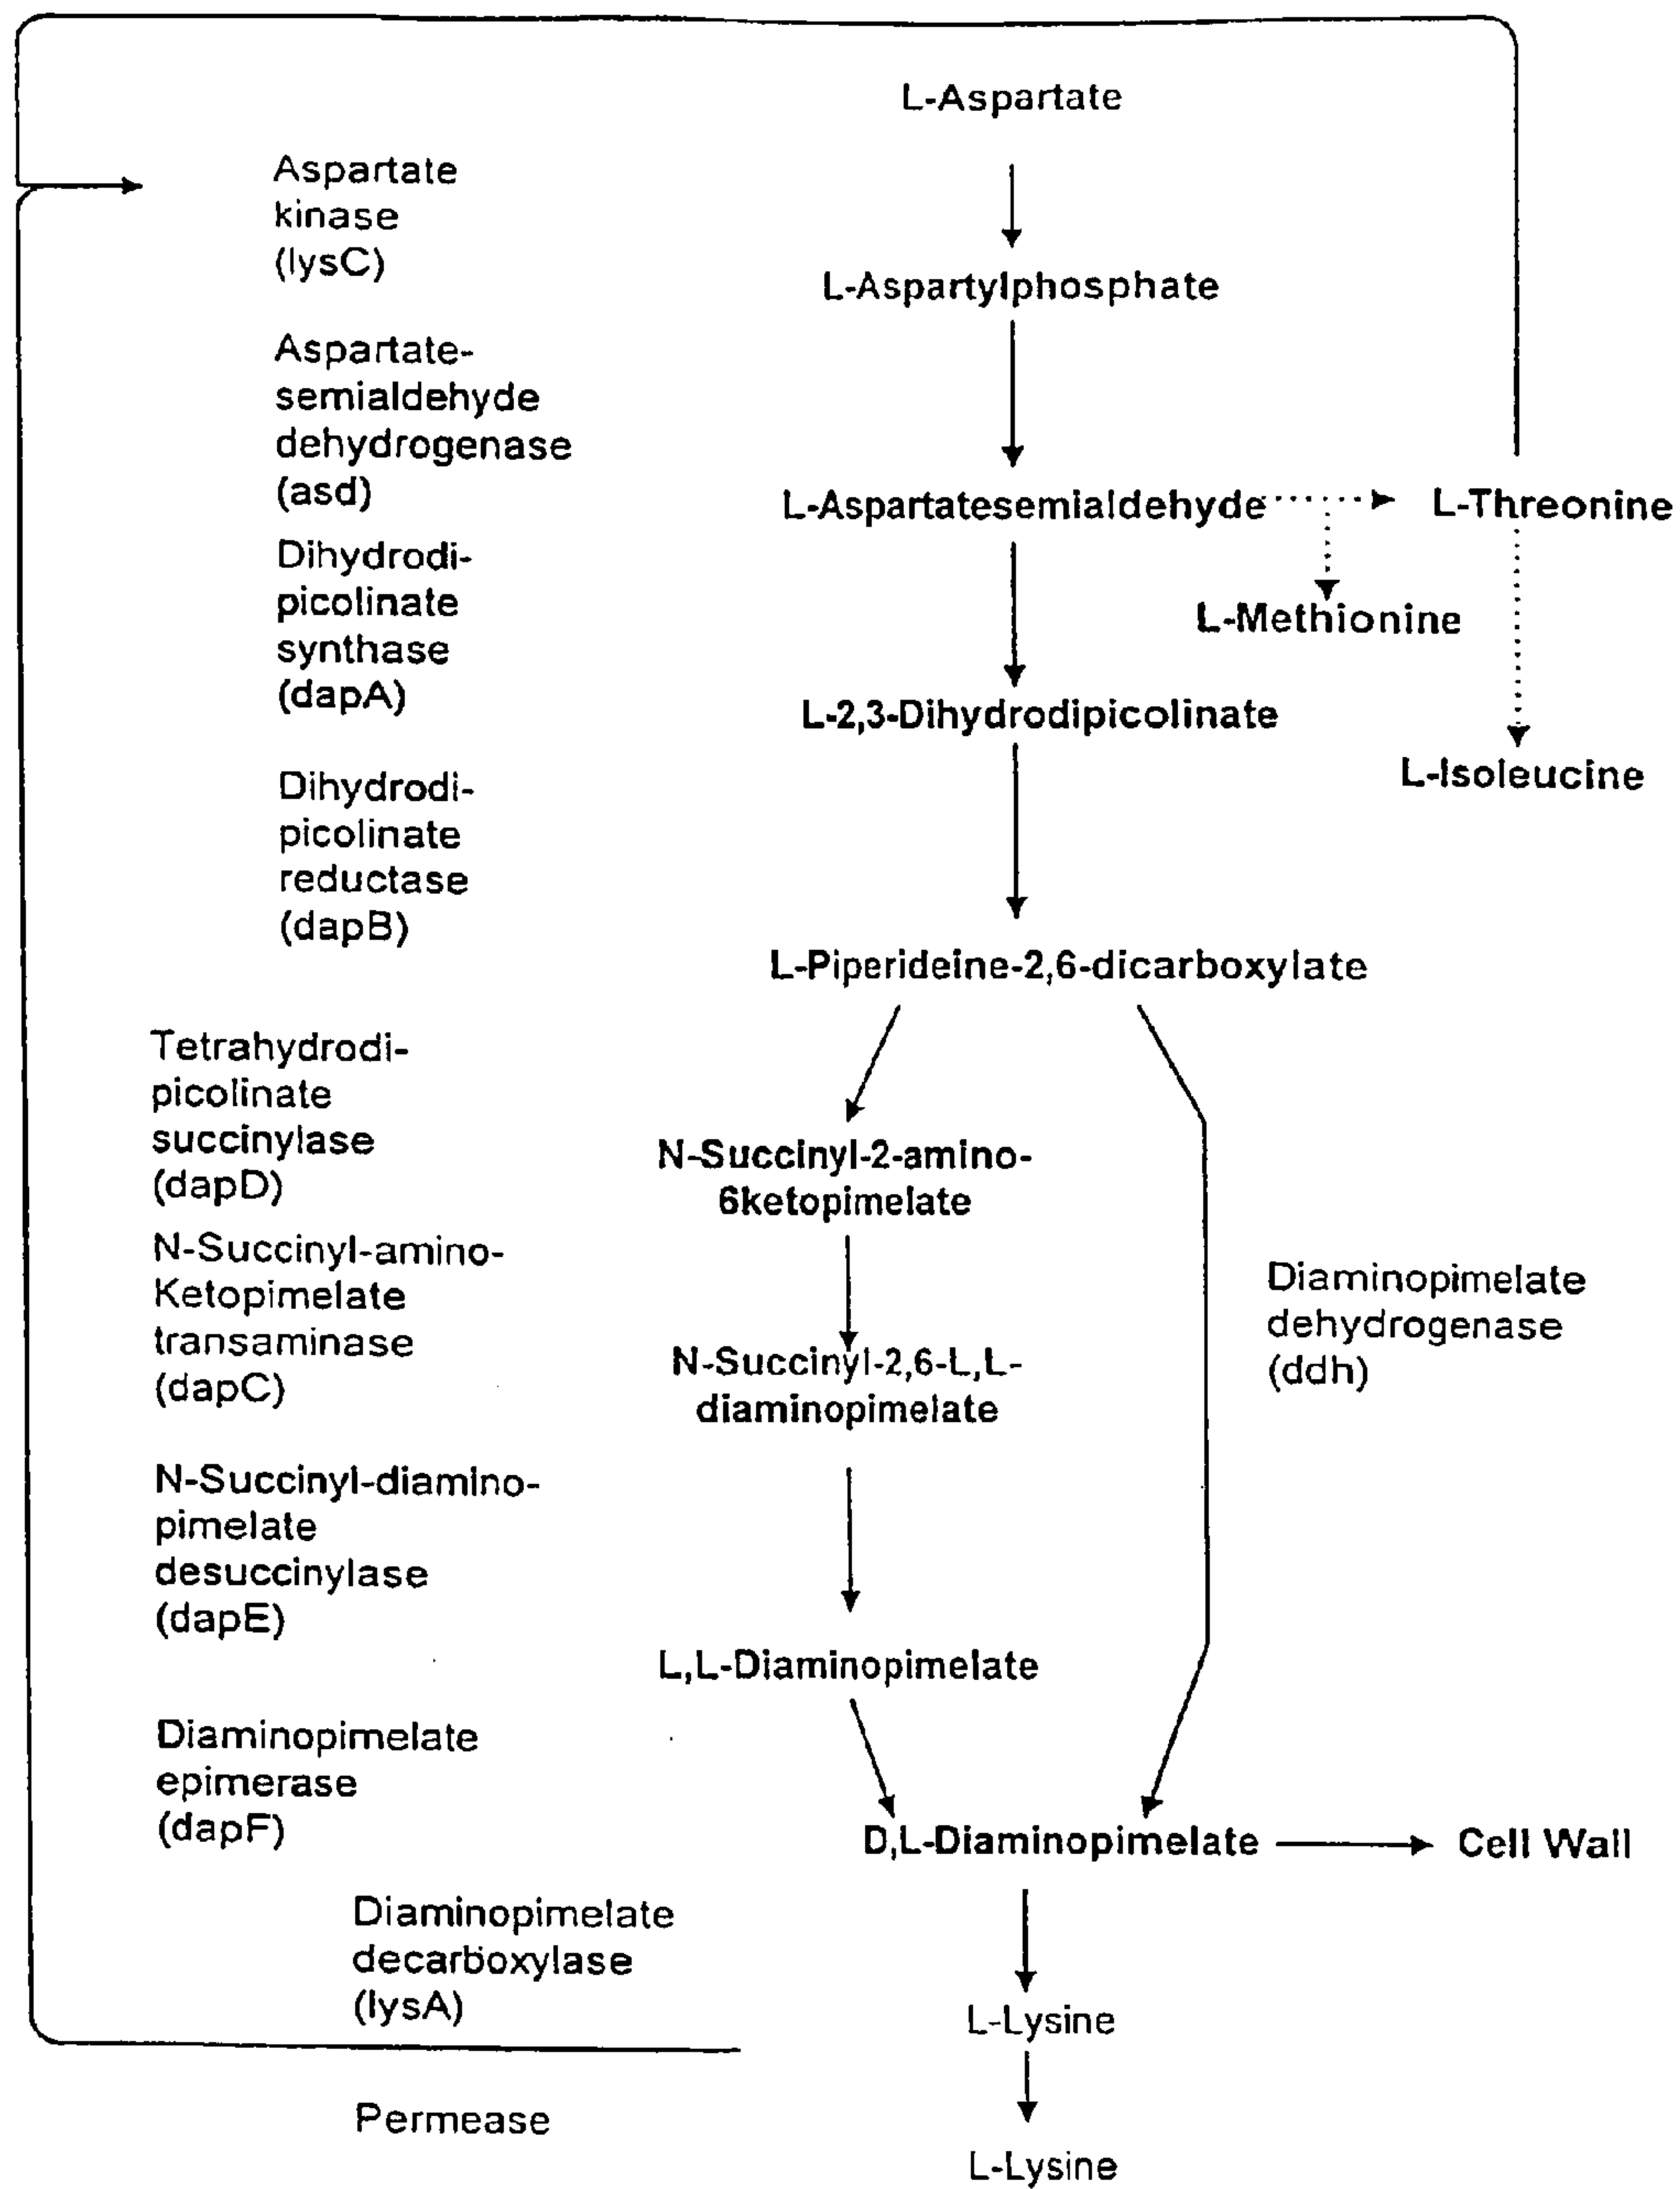 L-Aspartate
Aspartate
kinase
(lysC)
L-Aspartylphosphate
Aspartate-
semialdehyde
dehydrogenase
(asd)
L-Aspartatesemialdehyde
L-Threonine
Dihydrodi-
picolinate
synthase
(dapA)
L-Methionine
L-2,3-Dihydrodipicolinate
L-Isoleucine
Dihydrodi-
picolinate
reductase
(dapB)
L-Piperideine-2,6-dicarboxylate
Tetrahydrodi-
picolinate
succinylase
(dapD)
N-Succinyl-2-amino-
6ketopimelate
N-Succinyl-amino-
Ketopimelate
transaminase
(dapC)
Diaminopimelate
dehydrogenase
(ddh)
N-Succinyl-2,6-L,L-
diaminopimelate
N-Succinyl-diamino-
pimelate
desuccinylase
(dapE)
L,L-Diaminopimelate
Diaminopimelate
epimerase
(dapF)
D,L-Diaminopimelate
Cell Wall
Diaminopimelate
decarboxylase
(lysA)
L-Lysine
Permease
L-Lysine